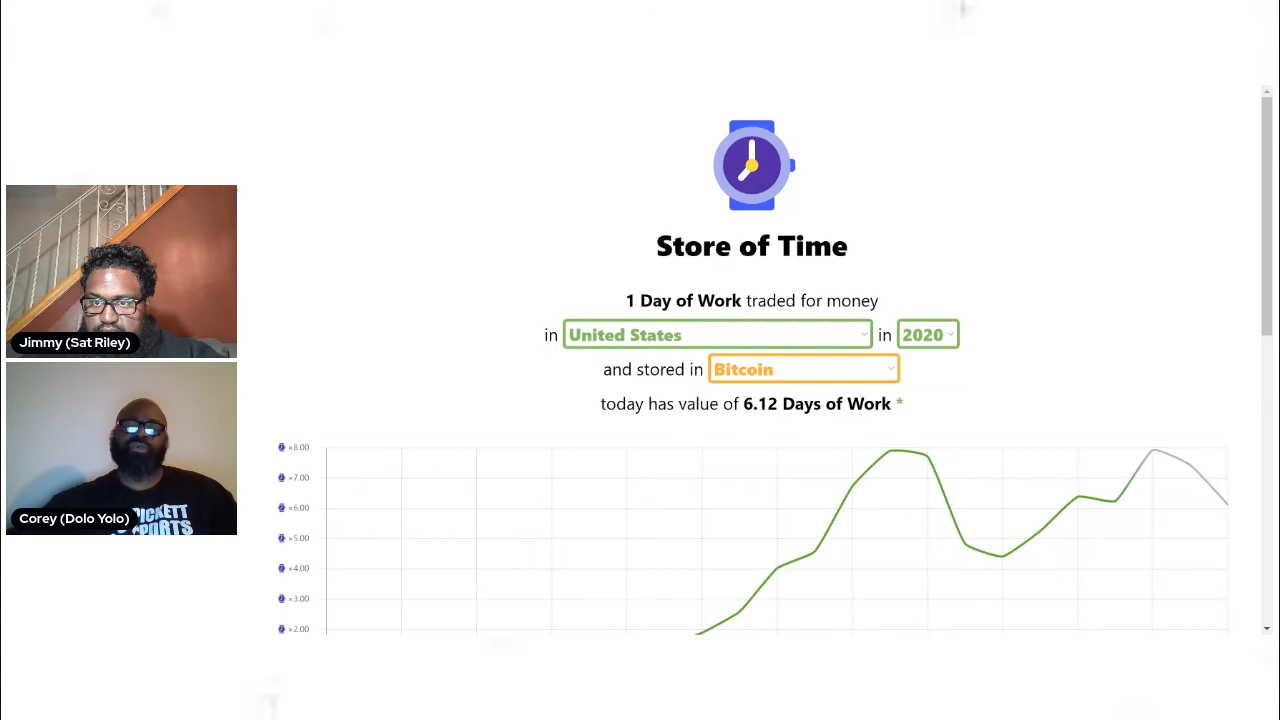 Store of Time
1 Day of Work traded for money
in United States in 2020
and stored in Bitcoin
today has value of 6.12 Days of Work *
×8.00
×7.00
×6.00
×5.00
×4.00
×3.00
×2.00
Jimmy (Sat Riley)
Corey (Dolo Yolo)